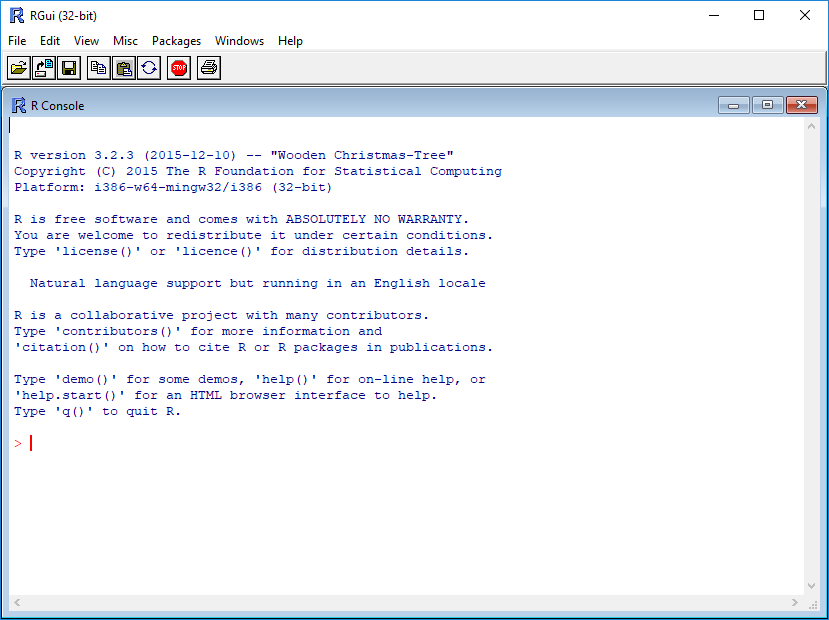 RGui (32-bit)
File Edit View Misc Packages Windows Help
STOP
R Console
R version 3.2.3 (2015-12-10) -- "Wooden Christmas-Tree"
Copyright (C) 2015 The R Foundation for Statistical Computing
Platform: i386-w64-mingw32/i386 (32-bit)
R is free software and comes with ABSOLUTELY NO WARRANTY.
You are welcome to redistribute it under certain conditions.
Type 'license()' or 'licence()' for distribution details.
Natural language support but running in an English locale
R is a collaborative project with many contributors.
Type 'contributors()' for more information and
'citation()' on how to cite R or R packages in publications.
Type 'demo()' for some demos, 'help()' for on-line help, or
'help.start()' for an HTML browser interface to help.
Type 'q()' to quit R.
>